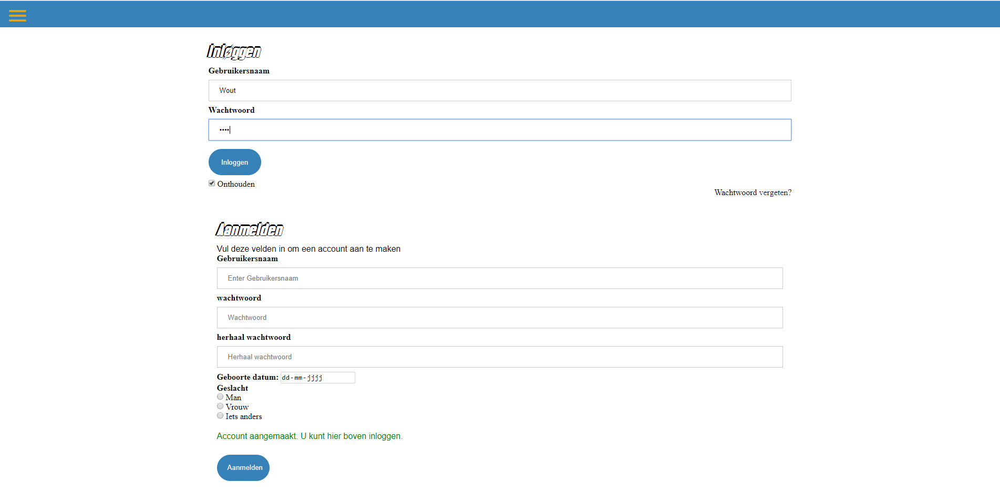 Inloggen
Gebruikersnaam
Wout
Wachtwoord
••••
Inloggen
Onthouden
Wachtwoord vergeten?
Aanmelden
Vul deze velden in om een account aan te maken
Gebruikersnaam
Enter Gebruikersnaam
wachtwoord
Wachtwoord
herhaal wachtwoord
Herhaal wachtwoord
Geboorte datum: dd-mm-jjjj
Geslacht
Man
Vrouw
Iets anders
Account aangemaakt. U kunt hier boven inloggen.
Aanmelden